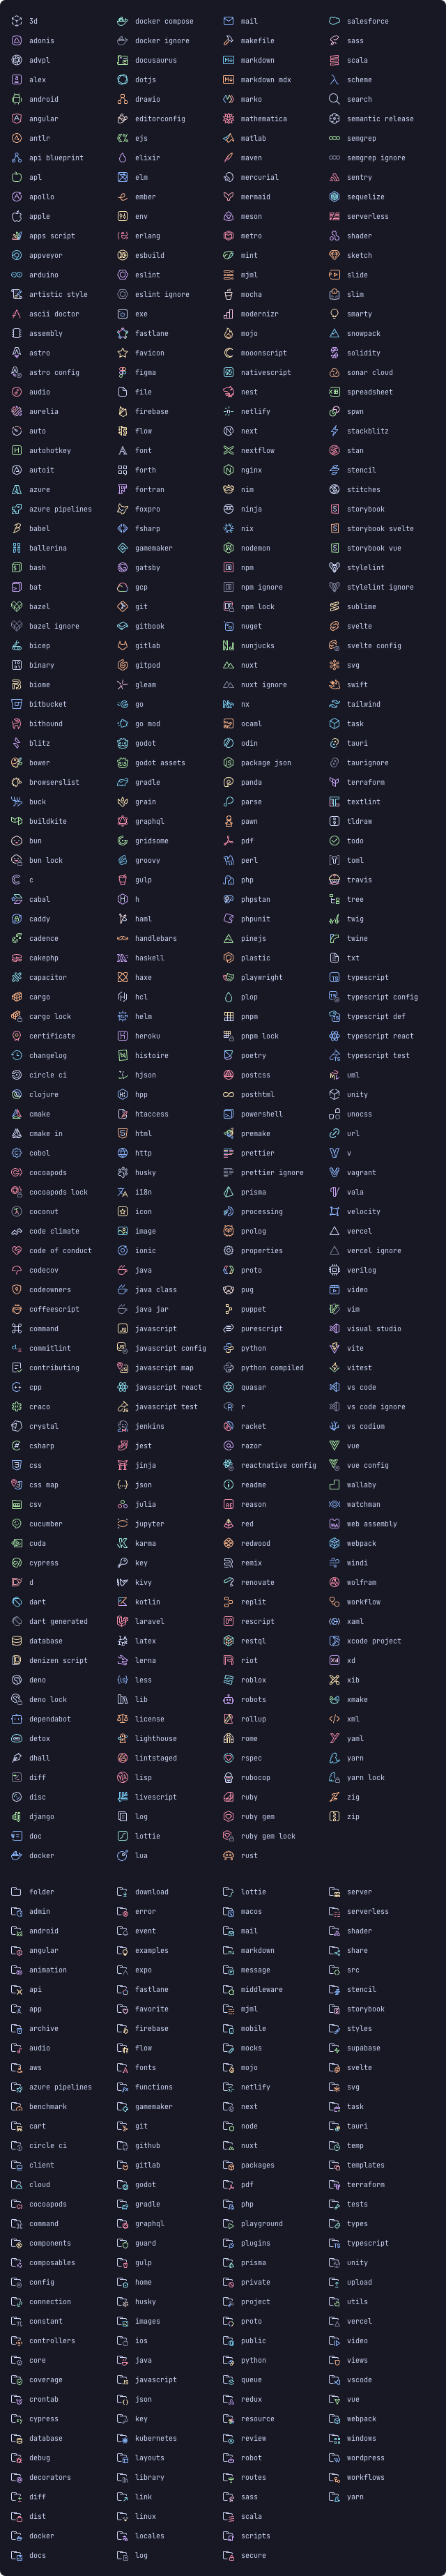 3d
adonis
advpl
alex
android
angular
antlr
api blueprint
apl
apollo
apple
apps script
appveyor
arduino
artistic style
ascii doctor
assembly
astro
astro config
audio
aurelia
auto
autohotkey
autoit
azure
azure pipelines
babel
ballerina
bash
bat
bazel
bazel ignore
bicep
binary
biome
bitbucket
bithound
blitz
bower
browserslist
buck
buildkite
bun
bun lock
c
cabal
caddy
cadence
cakephp
capacitor
cargo
cargo lock
certificate
changelog
circle ci
clojure
cmake
cmake in
cobol
cocoapods
cocoapods lock
coconut
code climate
code of conduct
codecov
codeowners
coffeescript
command
commitlint
contributing
cpp
craco
crystal
csharp
css
css map
csv
cucumber
cuda
cypress
d
dart
dart generated
database
denizen script
deno
deno lock
dependabot
detox
dhall
diff
disc
django
doc
docker
docker compose
docker ignore
docusaurus
dotjs
drawio
editorconfig
ejs
elixir
elm
ember
env
erlang
esbuild
eslint
eslint ignore
exe
fastlane
favicon
figma
file
firebase
flow
font
forth
fortran
foxpro
fsharp
gamemaker
gatsby
gcp
git
gitbook
gitlab
gitpod
gleam
go
go mod
godot
godot assets
gradle
grain
graphql
gridsome
groovy
gulp
h
haml
handlebars
haskell
haxe
hcl
helm
heroku
histoire
hjson
hpp
htaccess
html
http
husky
i18n
icon
image
ionic
java
java class
java jar
javascript
javascript config
javascript map
javascript react
javascript test
jenkins
jest
jinja
json
julia
jupyter
karma
key
kivy
kotlin
laravel
latex
lerna
less
lib
license
lighthouse
lintstaged
lisp
livescript
log
lottie
lua
mail
makefile
markdown
markdown mdx
marko
mathematica
matlab
maven
mercurial
mermaid
meson
metro
mint
mjml
mocha
modernizr
mojo
mooonscript
nativescript
nest
netlify
next
nextflow
nginx
nim
ninja
nix
nodemon
npm
npm ignore
npm lock
nuget
nunjucks
nuxt
nuxt ignore
nx
ocaml
odin
package json
panda
parse
pawn
pdf
perl
php
phpstan
phpunit
pinejs
plastic
playwright
plop
pnpm
pnpm lock
poetry
postcss
posthtml
powershell
premake
prettier
prettier ignore
prisma
processing
prolog
properties
proto
pug
puppet
purescript
python
python compiled
quasar
r
racket
razor
reactnative config
readme
reason
red
redwood
remix
renovate
replit
rescript
restql
riot
roblox
robots
rollup
rome
rspec
rubocop
ruby
ruby gem
ruby gem lock
rust
salesforce
sass
scala
scheme
search
semantic release
semgrep
semgrep ignore
sentry
sequelize
serverless
shader
sketch
slide
slim
smarty
snowpack
solidity
sonar cloud
spreadsheet
spwn
stackblitz
stan
stencil
stitches
storybook
storybook svelte
storybook vue
stylelint
stylelint ignore
sublime
svelte
svelte config
svg
swift
tailwind
task
tauri
taurignore
terraform
textlint
tldraw
todo
toml
travis
tree
twig
twine
txt
typescript
typescript config
typescript def
typescript react
typescript test
uml
unity
unocss
url
v
vagrant
vala
velocity
vercel
vercel ignore
verilog
video
vim
visual studio
vite
vitest
vs code
vs code ignore
vs codium
vue
vue config
wallaby
watchman
web assembly
webpack
windi
wolfram
workflow
xaml
xcode project
xd
xib
xmake
xml
yaml
yarn
yarn lock
zig
zip
folder
admin
android
angular
animation
api
app
archive
audio
aws
azure pipelines
benchmark
cart
circle ci
client
cloud
cocoapods
command
components
composables
config
connection
constant
controllers
core
coverage
crontab
cypress
database
debug
decorators
diff
dist
docker
docs
download
error
event
examples
expo
fastlane
favorite
firebase
flow
fonts
functions
gamemaker
git
github
gitlab
godot
gradle
graphql
guard
gulp
home
husky
images
ios
java
javascript
json
key
kubernetes
layouts
library
link
linux
locales
log
lottie
macos
mail
markdown
message
middleware
mjml
mobile
mocks
mojo
netlify
next
node
nuxt
packages
pdf
php
playground
plugins
prisma
private
project
proto
public
python
queue
redux
resource
review
robot
routes
sass
scala
scripts
secure
server
serverless
shader
share
src
stencil
storybook
styles
supabase
svelte
svg
task
tauri
temp
templates
terraform
tests
types
typescript
unity
upload
utils
vercel
video
views
vscode
vue
webpack
windows
wordpress
workflows
yarn